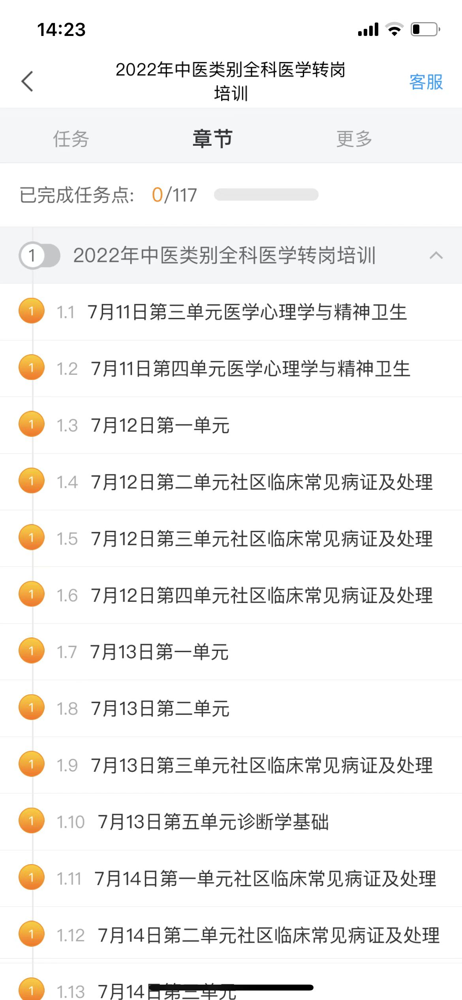 14:23
2022年中医类别全科医学转岗
培训
客服
任务
章节
更多
已完成任务点: 0/117
1 2022年中医类别全科医学转岗培训
1 1.1 7月11日第三单元医学心理学与精神卫生
1 1.2 7月11日第四单元医学心理学与精神卫生
1 1.3 7月12日第一单元
1 1.4 7月12日第二单元社区临床常见病证及处理
1 1.5 7月12日第三单元社区临床常见病证及处理
1 1.6 7月12日第四单元社区临床常见病证及处理
1 1.7 7月13日第一单元
1 1.8 7月13日第二单元
1 1.9 7月13日第三单元社区临床常见病证及处理
1 1.10 7月13日第五单元诊断学基础
1 1.11 7月14日第一单元社区临床常见病证及处理
1 1.12 7月14日第二单元社区临床常见病证及处理
1 1.13 7月14日第三单元